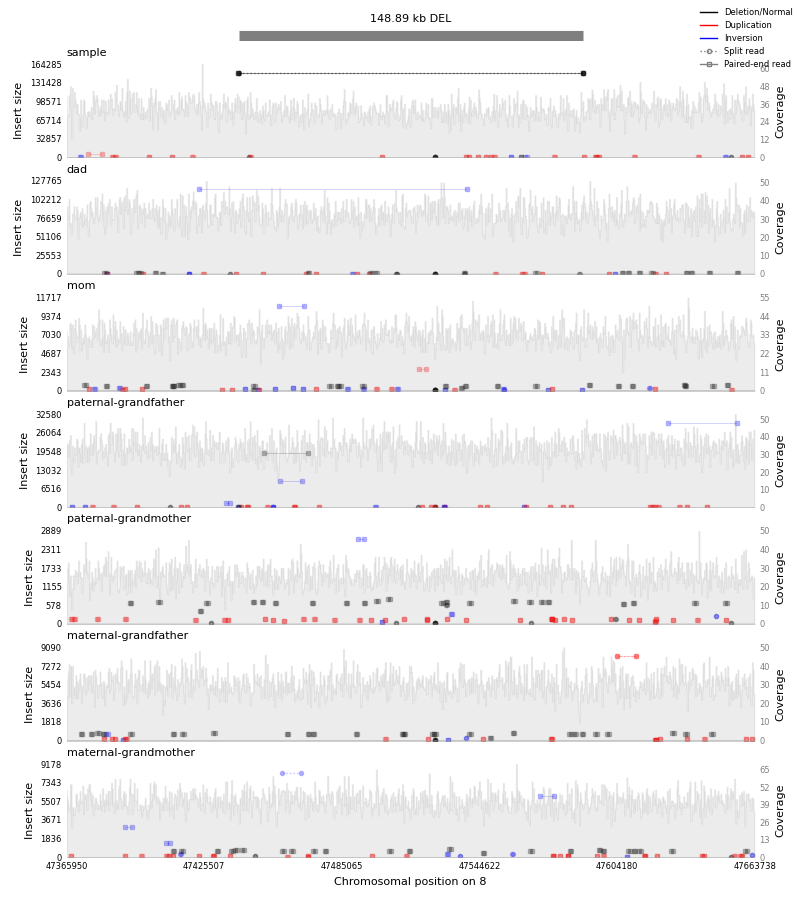 148.89 kb DEL
Deletion/Normal
Duplication
Inversion
Split read
Paired-end read
sample
164285
131428
98571
65714
32857
0
Insert size
60
48
36
24
12
0
Coverage
dad
127765
102212
76659
51106
25553
0
Insert size
50
40
30
20
10
0
Coverage
mom
11717
9374
7030
4687
2343
0
Insert size
55
44
33
22
11
0
Coverage
paternal-grandfather
32580
26064
19548
13032
6516
0
Insert size
50
40
30
20
10
0
Coverage
paternal-grandmother
2889
2311
1733
1155
578
0
Insert size
50
40
30
20
10
0
Coverage
maternal-grandfather
9090
7272
5454
3636
1818
0
Insert size
50
40
30
20
10
0
Coverage
maternal-grandmother
9178
7343
5507
3671
1836
0
Insert size
65
52
39
26
13
0
Coverage
47365950 47425507 47485065 47544622 47604180 47663738
Chromosomal position on 8